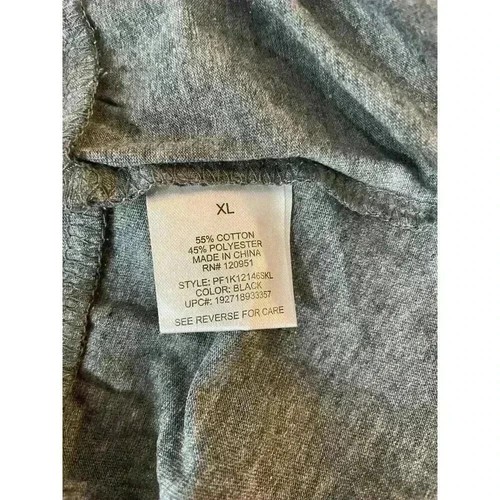 XL
55% COTTON
45% POLYESTER
MADE IN CHINA
RN# 120951
STYLE: PF1K12146SKL
COLOR: BLACK
UPC#: 192718933357
SEE REVERSE FOR CARE